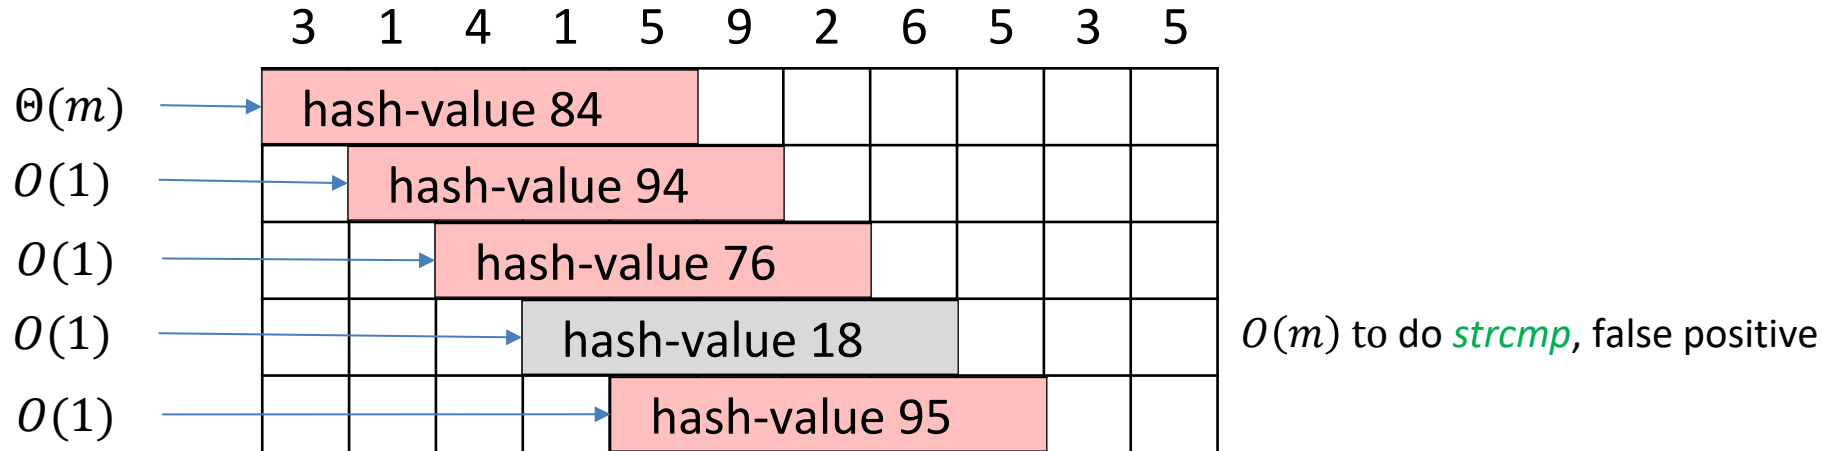 3 1 4 1 5 9 2 6 5 3 5
Θ(m) hash-value 84
O(1) hash-value 94
O(1) hash-value 76
O(1) hash-value 18 O(m) to do strcmp, false positive
O(1) hash-value 95